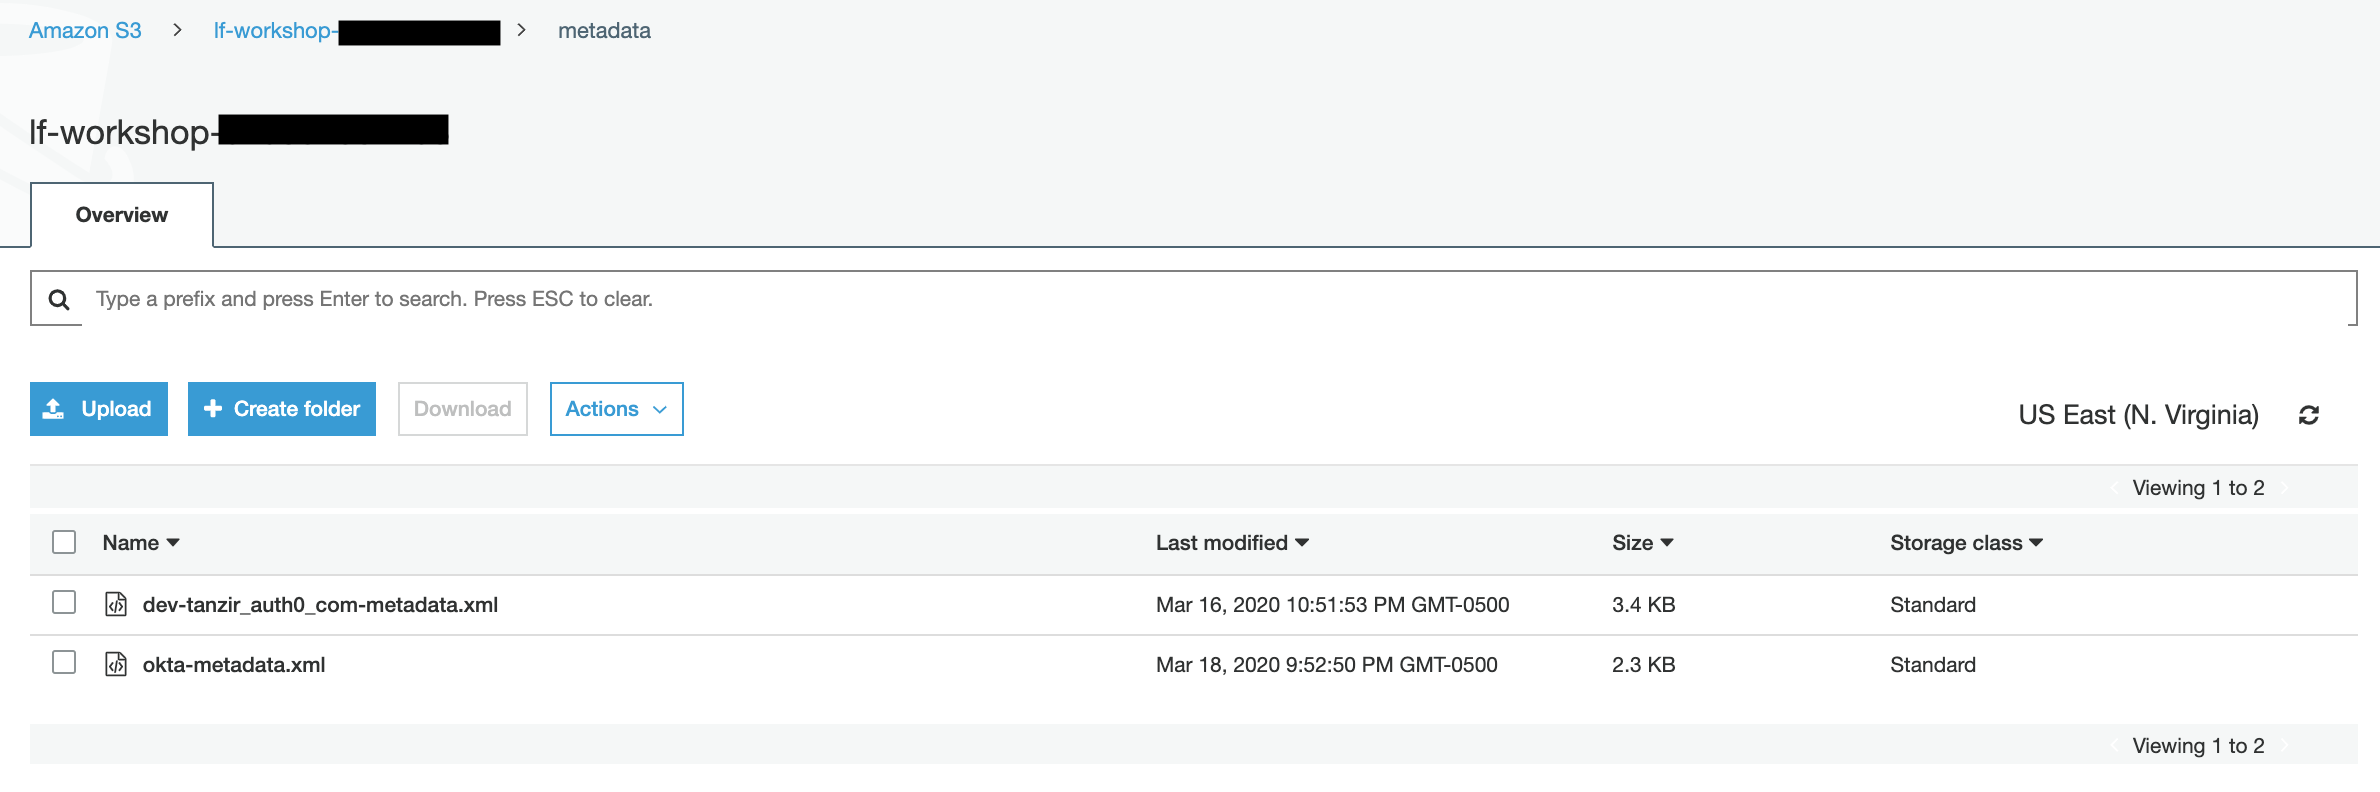 Amazon S3 > lf-workshop- > metadata
lf-workshop-
Overview
Type a prefix and press Enter to search. Press ESC to clear.
Upload Create folder Download Actions US East (N. Virginia)
Viewing 1 to 2
Name Last modified Size Storage class
dev-tanzir_auth0_com-metadata.xml Mar 16, 2020 10:51:53 PM GMT-0500 3.4 KB Standard
okta-metadata.xml Mar 18, 2020 9:52:50 PM GMT-0500 2.3 KB Standard
Viewing 1 to 2